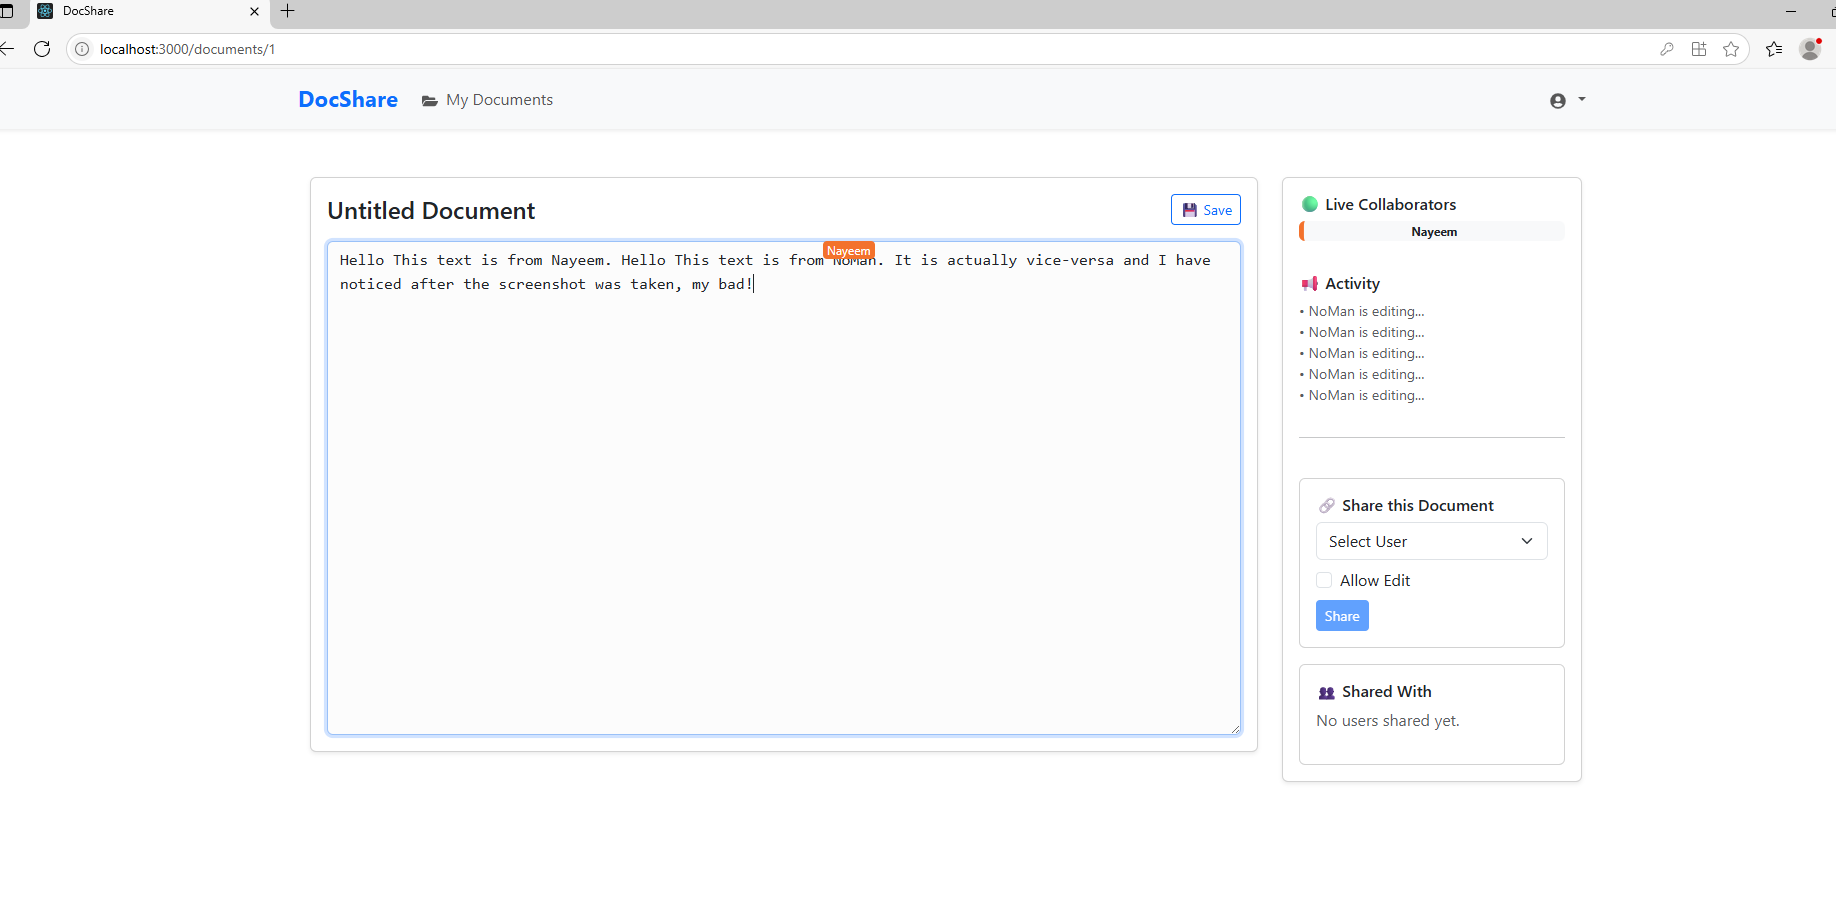 DocShare
localhost:3000/documents/1
DocShare
My Documents
Untitled Document
Save
Nayeem
Hello This text is from Nayeem. Hello This text is from NoMan. It is actually vice-versa and I have
noticed after the screenshot was taken, my bad!
Live Collaborators
Nayeem
Activity
• NoMan is editing...
• NoMan is editing...
• NoMan is editing...
• NoMan is editing...
• NoMan is editing...
Share this Document
Select User
Allow Edit
Share
Shared With
No users shared yet.